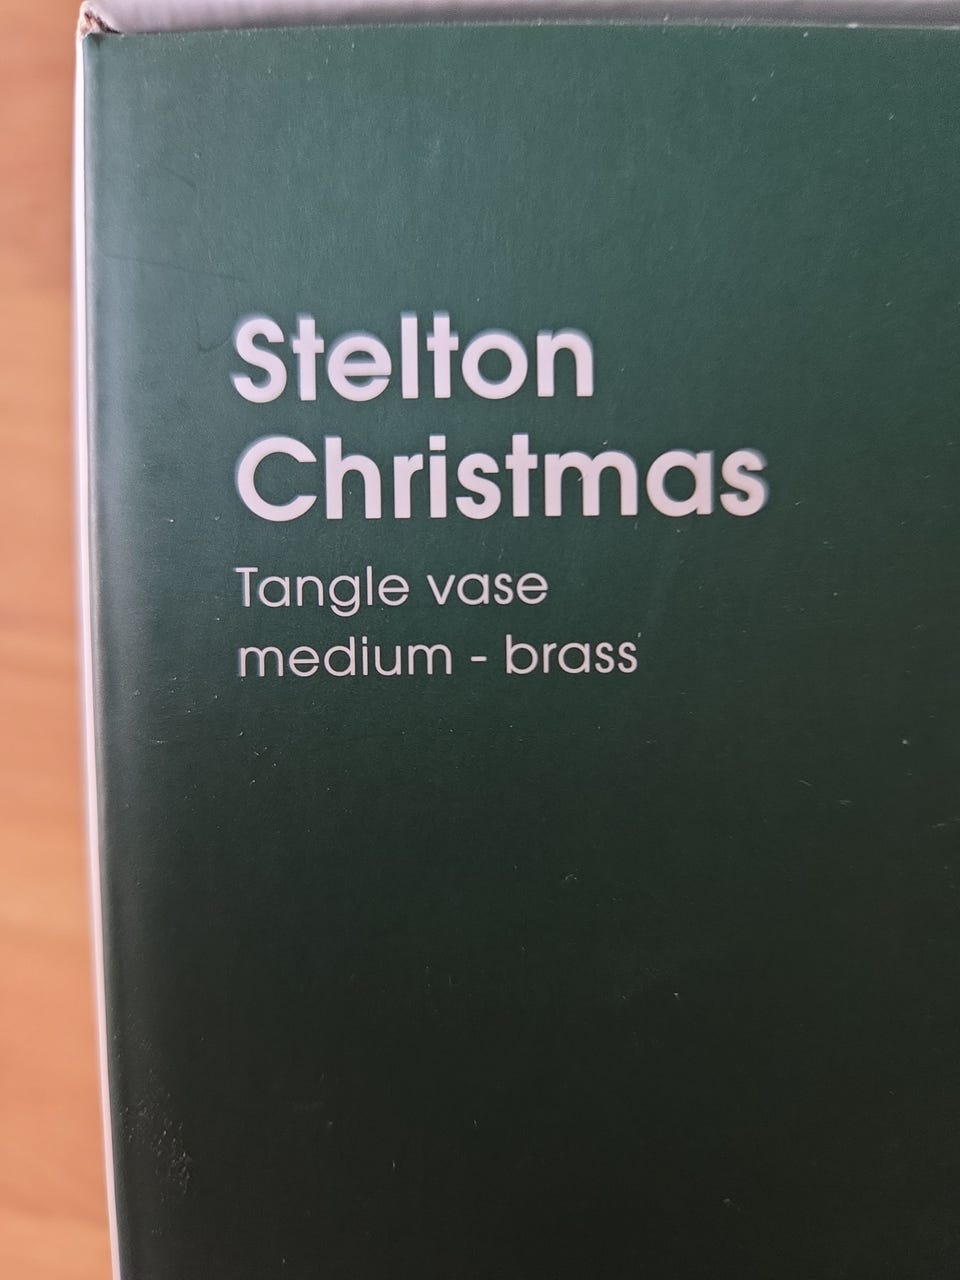 Stelton
Christmas
Tangle vase
medium - brass